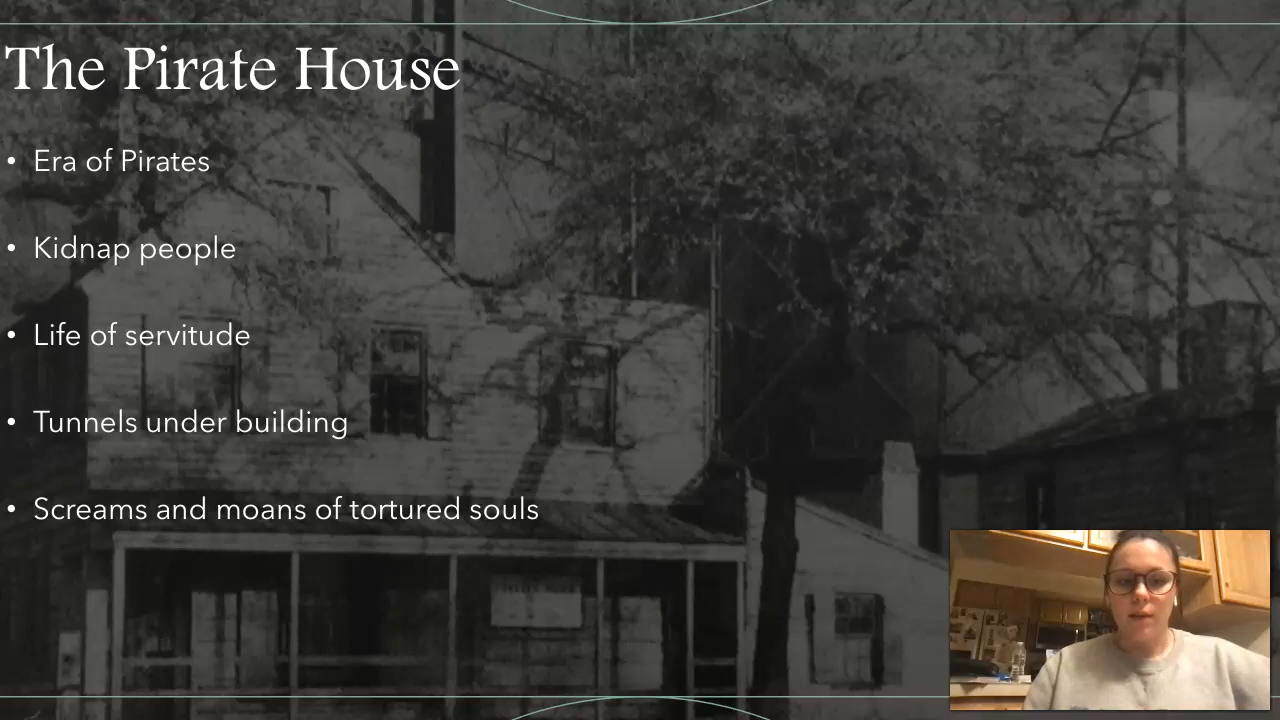 The Pirate House
• Era of Pirates
• Kidnap people
• Life of servitude
• Tunnels under building
• Screams and moans of tortured souls